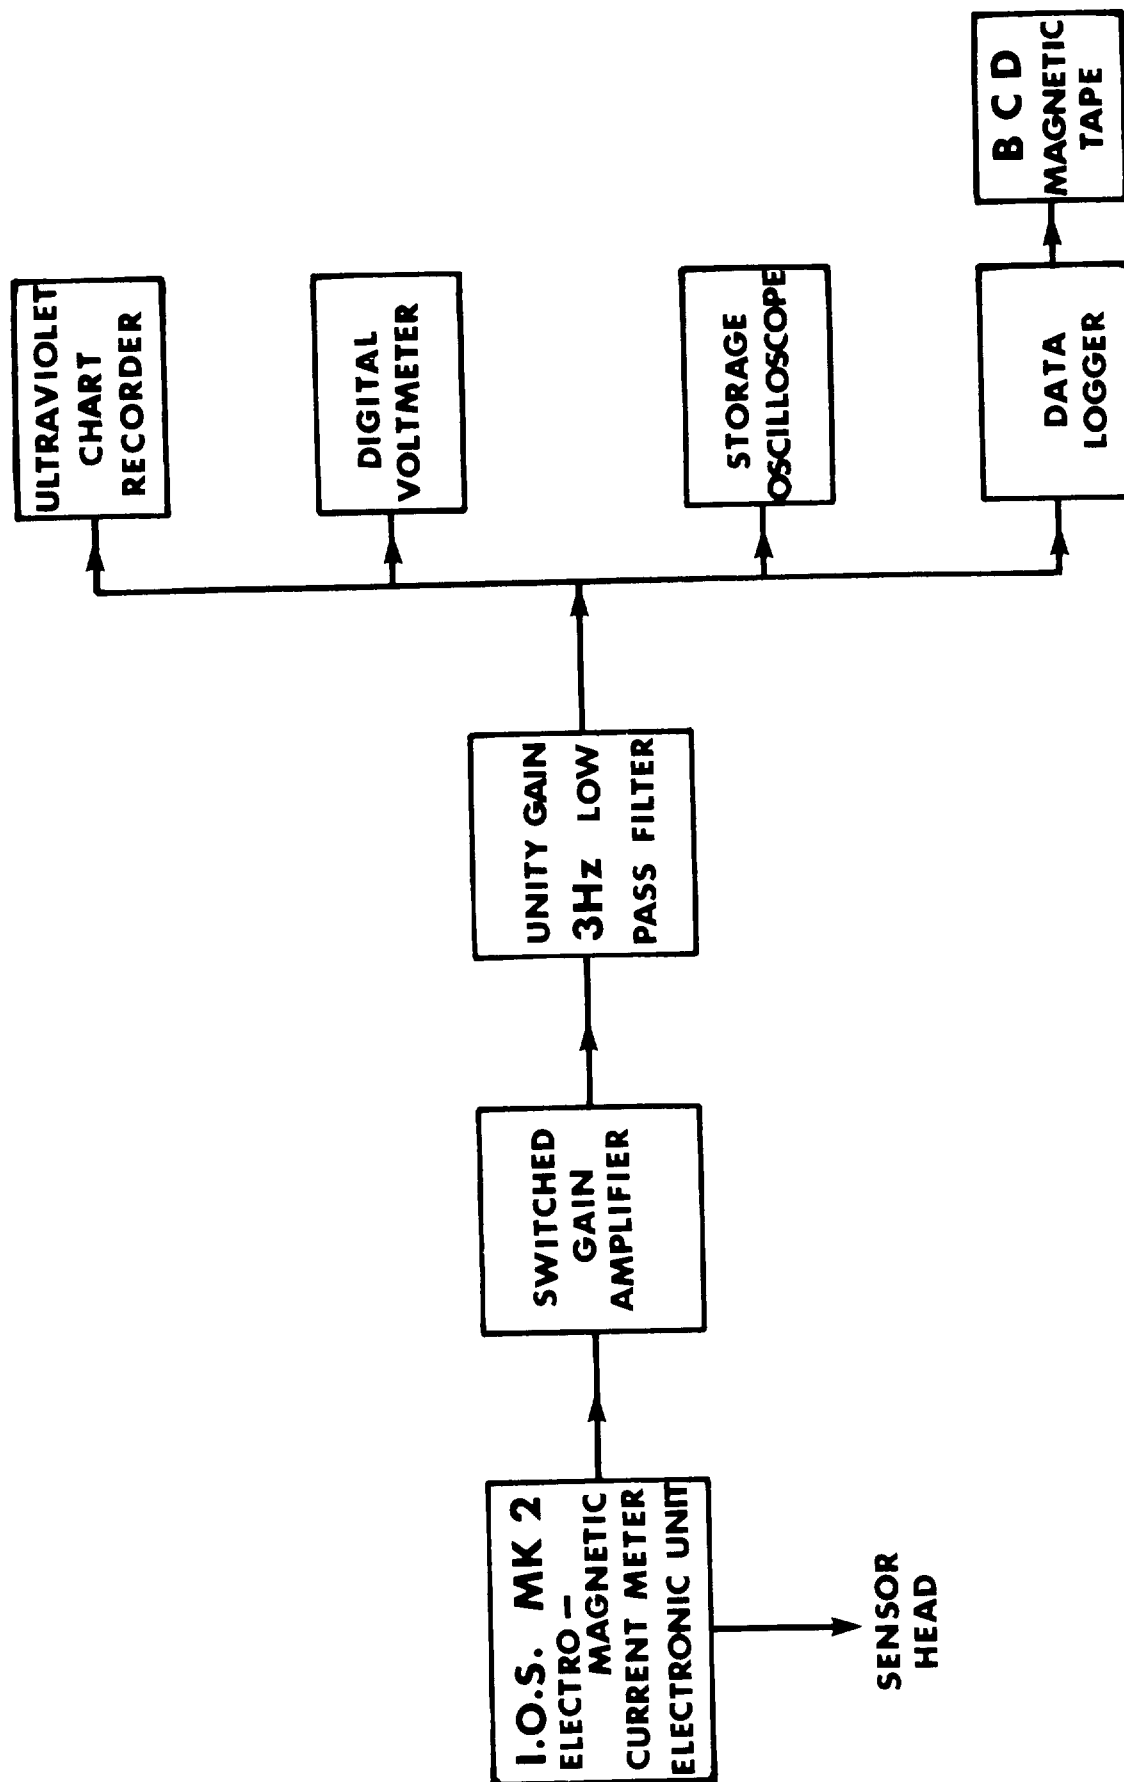 I.O.S. MK 2
ELECTRO –
MAGNETIC
CURRENT METER
ELECTRONIC UNIT
SENSOR
HEAD
SWITCHED
GAIN
AMPLIFIER
UNITY GAIN
3Hz LOW
PASS FILTER
ULTRAVIOLET
CHART
RECORDER
DIGITAL
VOLTMETER
STORAGE
OSCILLOSCOPE
DATA
LOGGER
B C D
MAGNETIC
TAPE